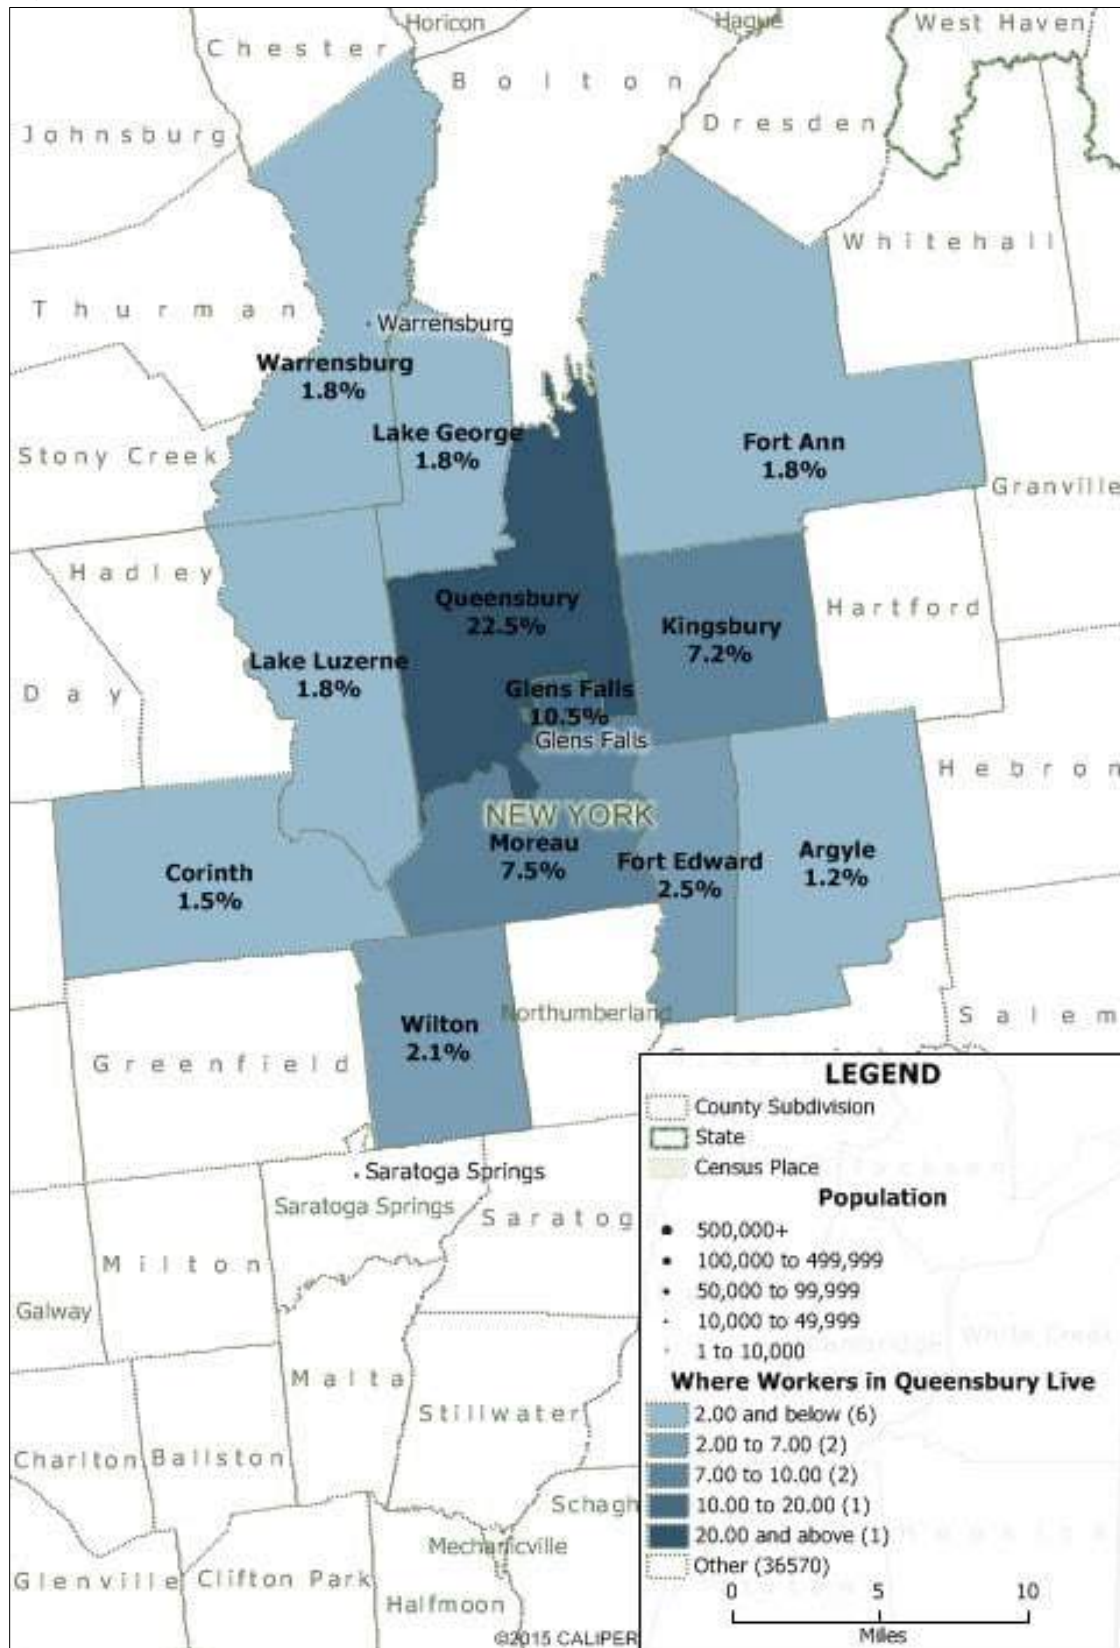 Horicon
Hague
West Haven
Chester
Bolton
Johnsburg
Dresden
Whitehall
Thurman
Warrensburg
Warrensburg
1.8%
Lake George
1.8%
Fort Ann
1.8%
Stony Creek
Granville
Hadley
Queensbury
22.5%
Kingsbury
7.2%
Hartford
Lake Luzerne
1.8%
Day
Glens Falls
10.5%
Glens Falls
Hebron
NEW YORK
Moreau
7.5%
Fort Edward
2.5%
Argyle
1.2%
Corinth
1.5%
Northumberland
Wilton
2.1%
Salem
Greenfield
Saratoga Springs
Saratoga Springs
Saratog
Milton
Galway
Malta
Stillwater
Charlton
Ballston
Schagh
Mechanicville
Glenville
Clifton Park
Halfmoon
©2015 CALIPER
LEGEND
County Subdivision
State
Census Place
Population
500,000+
100,000 to 499,999
50,000 to 99,999
10,000 to 49,999
1 to 10,000
White Creek
Where Workers in Queensbury Live
2.00 and below (6)
2.00 to 7.00 (2)
7.00 to 10.00 (2)
10.00 to 20.00 (1)
20.00 and above (1)
Other (36570)
0 5 10
Miles